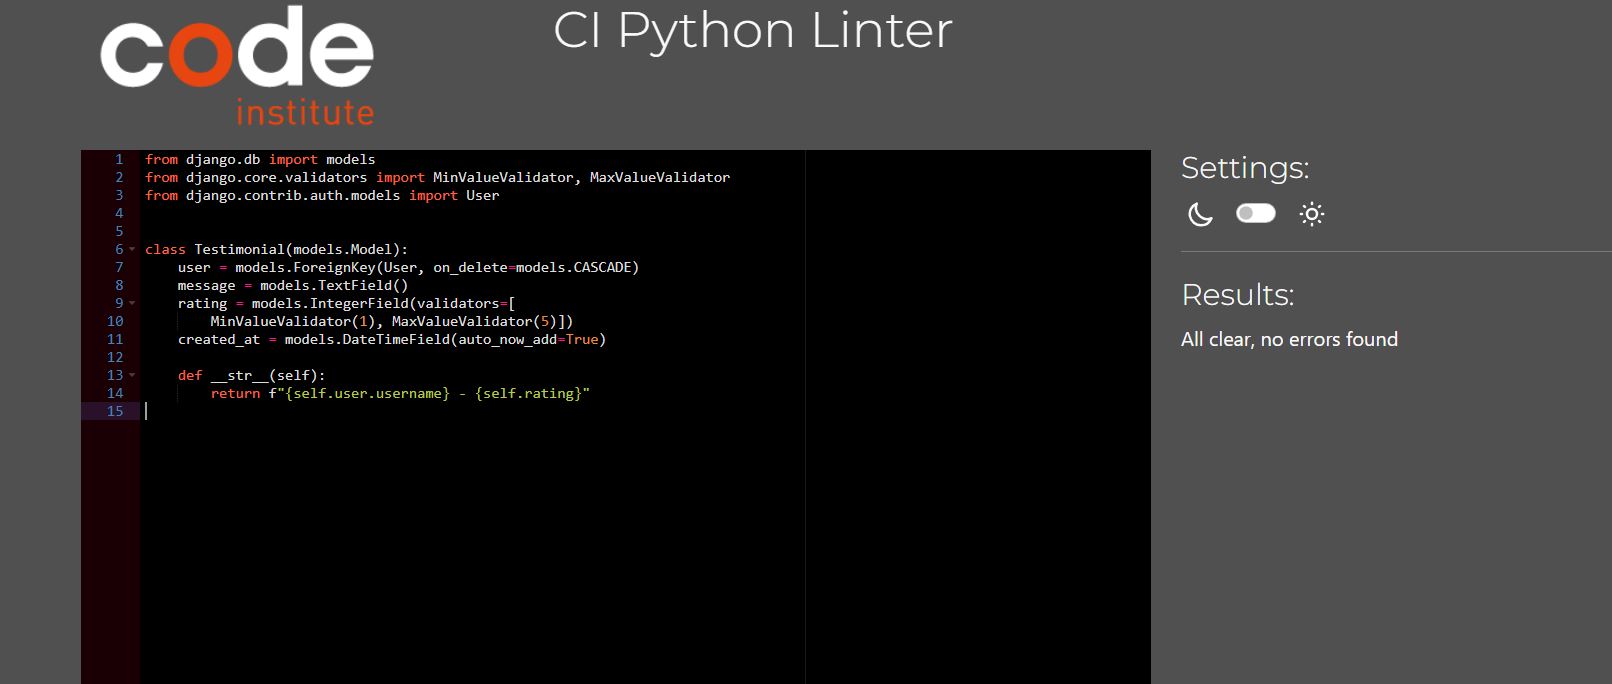 code
institute
CI Python Linter
1 from django.db import models
2 from django.core.validators import MinValueValidator, MaxValueValidator
3 from django.contrib.auth.models import User
4
5
6 class Testimonial(models.Model):
7     user = models.ForeignKey(User, on_delete=models.CASCADE)
8     message = models.TextField()
9     rating = models.IntegerField(validators=[
10         MinValueValidator(1), MaxValueValidator(5)])
11     created_at = models.DateTimeField(auto_now_add=True)
12
13     def __str__(self):
14         return f"{self.user.username} - {self.rating}"
15
Settings:
Results:
All clear, no errors found